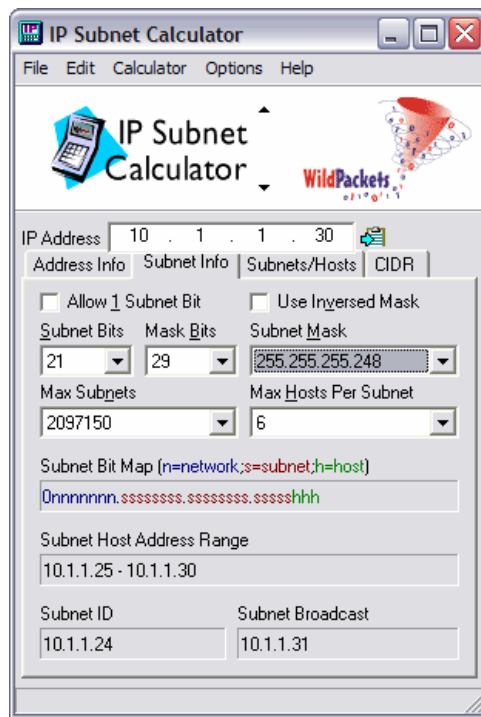 IP Subnet Calculator
File Edit Calculator Options Help
IP Subnet
Calculator
WildPackets
IP Address 10 . 1 . 1 . 30
Address Info Subnet Info Subnets/Hosts CIDR
Allow 1 Subnet Bit Use Inversed Mask
Subnet Bits Mask Bits Subnet Mask
21 29 255.255.255.248
Max Subnets Max Hosts Per Subnet
2097150 6
Subnet Bit Map (n=network;s=subnet;h=host)
0nnnnnnn.ssssssss.ssssssss.ssssshhh
Subnet Host Address Range
10.1.1.25 - 10.1.1.30
Subnet ID Subnet Broadcast
10.1.1.24 10.1.1.31